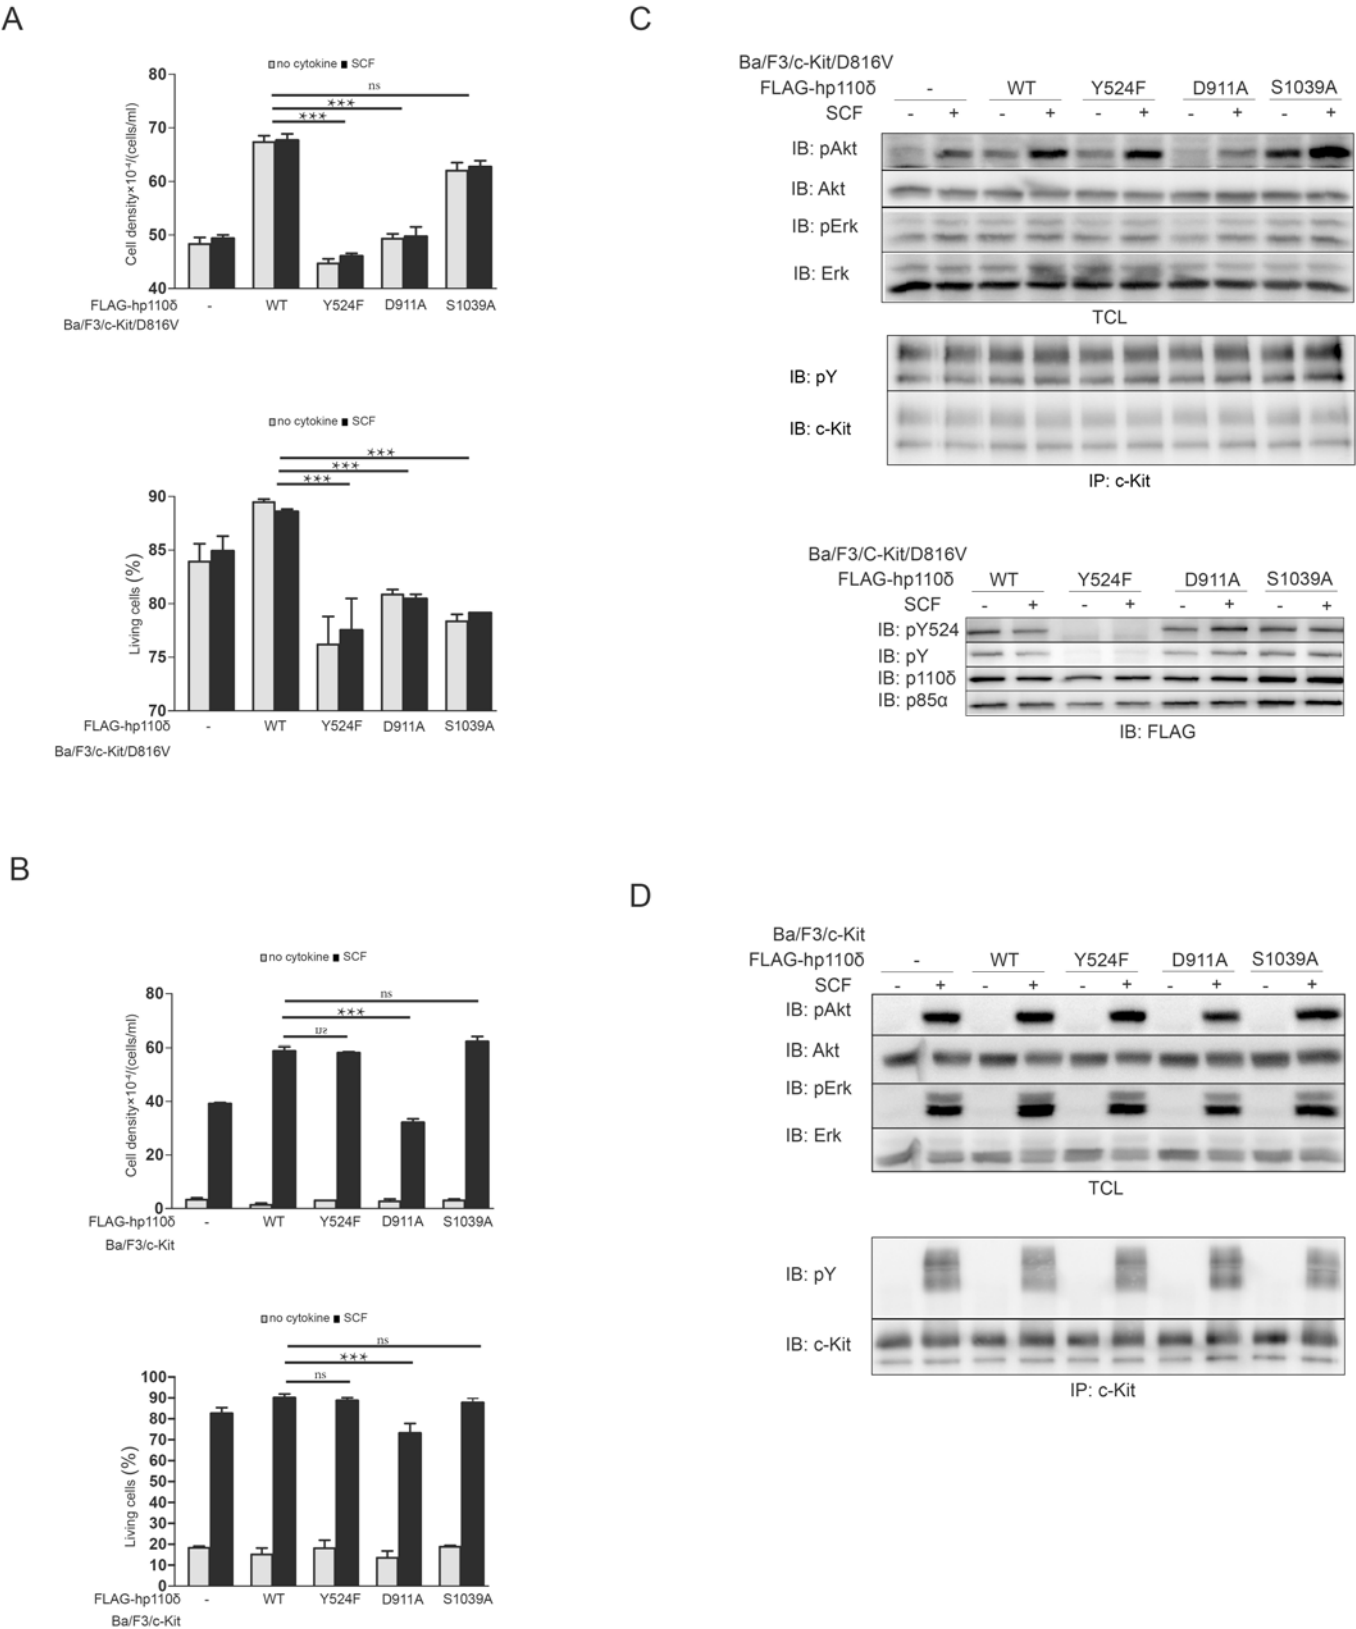 A
no cytokine SCF
ns
***
***
Cell density×10⁻⁴/(cells/ml)
80
70
60
50
40
FLAG-hp110δ - WT Y524F D911A S1039A
Ba/F3/c-Kit/D816V
no cytokine SCF
***
***
***
Living cells (%)
90
85
80
75
70
FLAG-hp110δ - WT Y524F D911A S1039A
Ba/F3/c-Kit/D816V
B
no cytokine SCF
ns
***
ns
Cell density×10⁻⁴/(cells/ml)
80
60
40
20
0
FLAG-hp110δ - WT Y524F D911A S1039A
Ba/F3/c-Kit
no cytokine SCF
ns
***
ns
Living cells (%)
100
90
80
70
60
50
40
30
20
10
0
FLAG-hp110δ - WT Y524F D911A S1039A
Ba/F3/c-Kit
C
Ba/F3/c-Kit/D816V
FLAG-hp110δ - WT Y524F D911A S1039A
SCF - + - + - + - + - +
IB: pAkt
IB: Akt
IB: pErk
IB: Erk
TCL
IB: pY
IB: c-Kit
IP: c-Kit
Ba/F3/C-Kit/D816V
FLAG-hp110δ WT Y524F D911A S1039A
SCF - + - + - + - +
IB: pY524
IB: pY
IB: p110δ
IB: p85α
IB: FLAG
D
Ba/F3/c-Kit
FLAG-hp110δ - WT Y524F D911A S1039A
SCF - + - + - + - + - +
IB: pAkt
IB: Akt
IB: pErk
IB: Erk
TCL
IB: pY
IB: c-Kit
IP: c-Kit